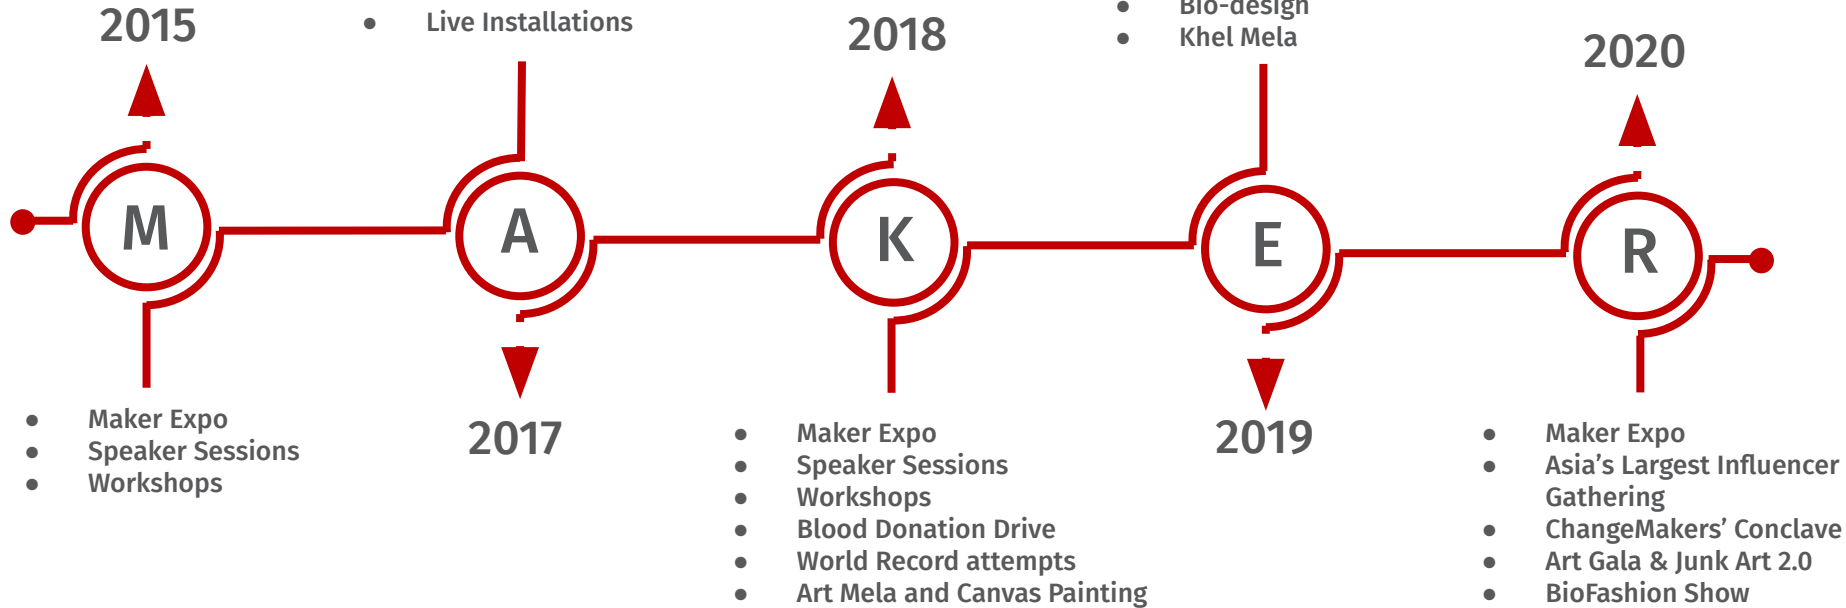 2015
● Live Installations
2018
● Bio-design
● Khel Mela
2020
M
A
K
E
R
● Maker Expo
● Speaker Sessions
● Workshops
2017
● Maker Expo
● Speaker Sessions
● Workshops
● Blood Donation Drive
● World Record attempts
● Art Mela and Canvas Painting
2019
● Maker Expo
● Asia’s Largest Influencer
Gathering
● ChangeMakers’ Conclave
● Art Gala & Junk Art 2.0
● BioFashion Show